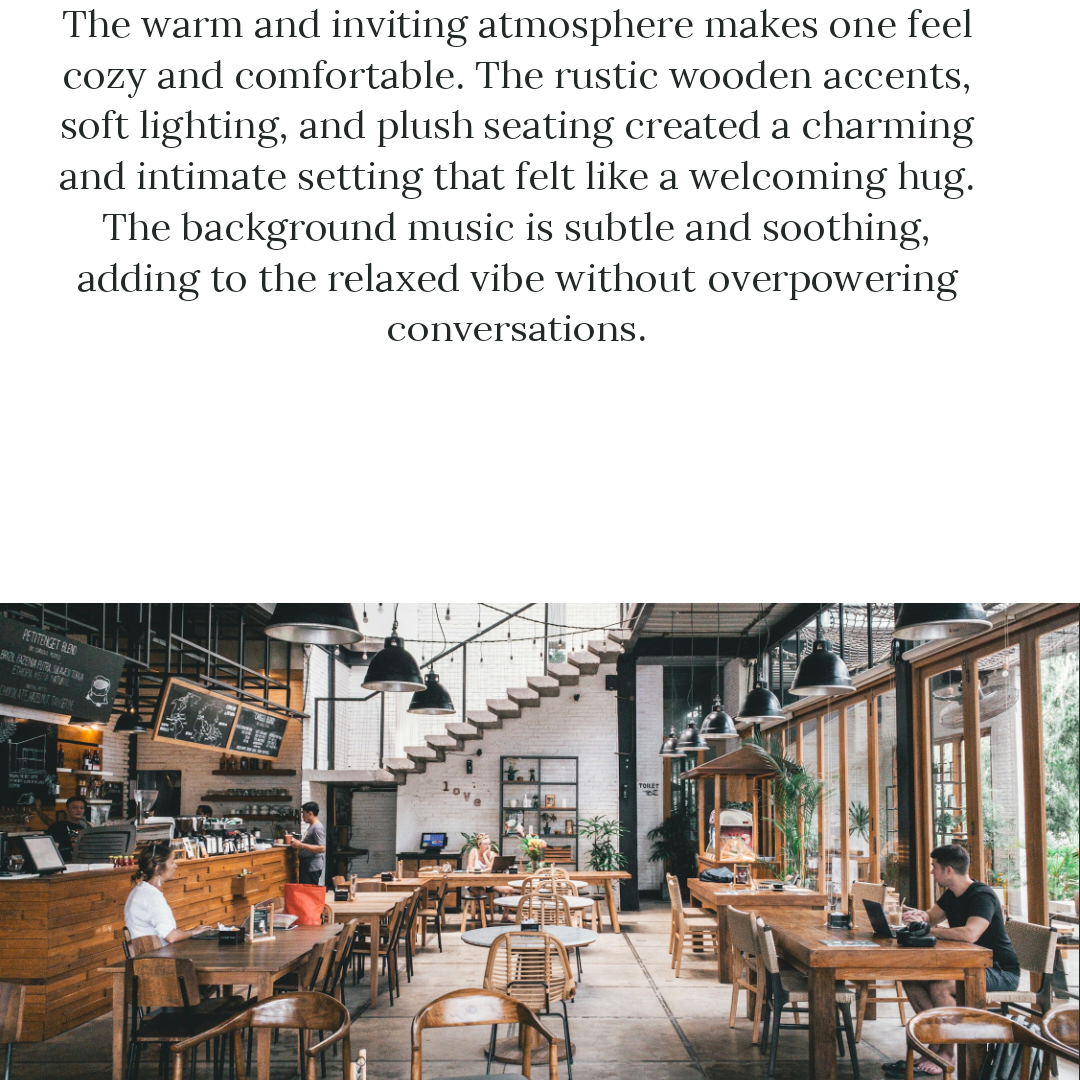 The warm and inviting atmosphere makes one feel
cozy and comfortable. The rustic wooden accents,
soft lighting, and plush seating created a charming
and intimate setting that felt like a welcoming hug.
The background music is subtle and soothing,
adding to the relaxed vibe without overpowering
conversations.
PETITENGET BLEND
love
TOILET